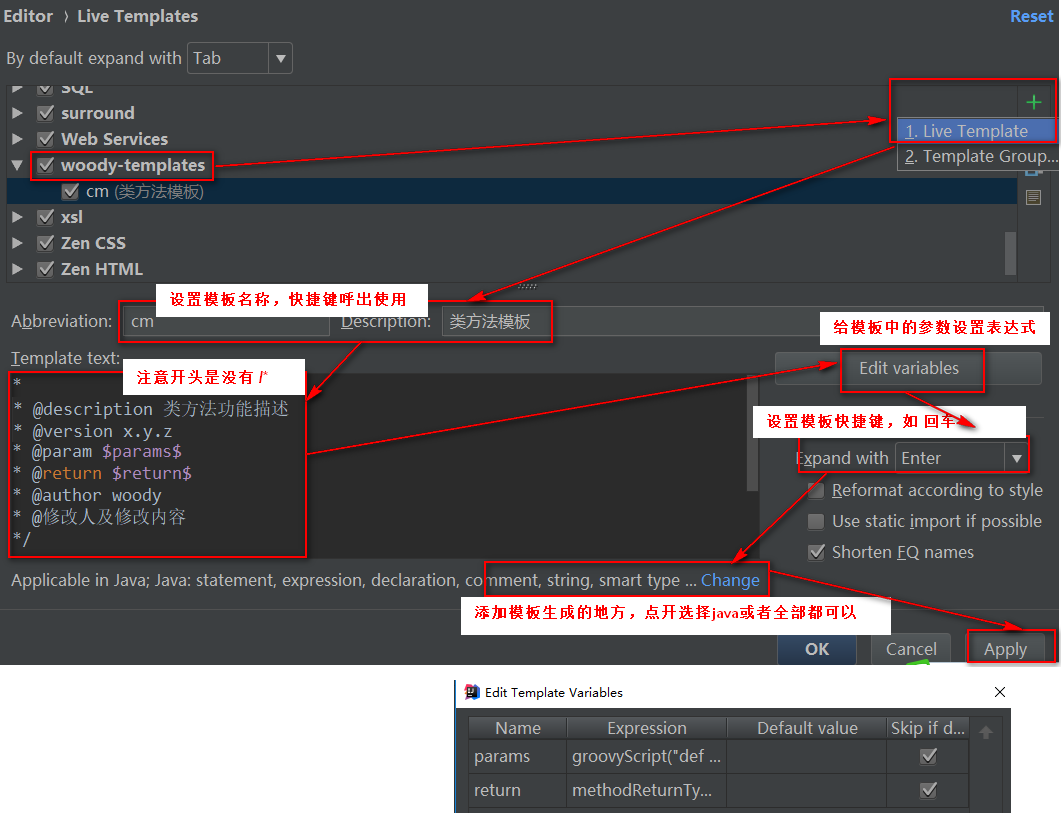 Editor › Live Templates
Reset
By default expand with Tab
SQL
surround
Web Services
woody-templates
cm (类方法模板)
xsl
Zen CSS
Zen HTML
1. Live Template
2. Template Group...
设置模板名称，快捷键呼出使用
Abbreviation: cm
Description: 类方法模板
给模板中的参数设置表达式
Template text:
注意开头是没有 /*
*
* @description 类方法功能描述
* @version x.y.z
* @param $params$
* @return $return$
* @author woody
* @修改人及修改内容
*/
Edit variables
设置模板快捷键，如 回车
Expand with Enter
Reformat according to style
Use static import if possible
Shorten FQ names
Applicable in Java; Java: statement, expression, declaration, comment, string, smart type ... Change
添加模板生成的地方，点开选择java或者全部都可以
OK
Cancel
Apply
Edit Template Variables
Name Expression Default value Skip if d...
params groovyScript("def ...
return methodReturnTy...